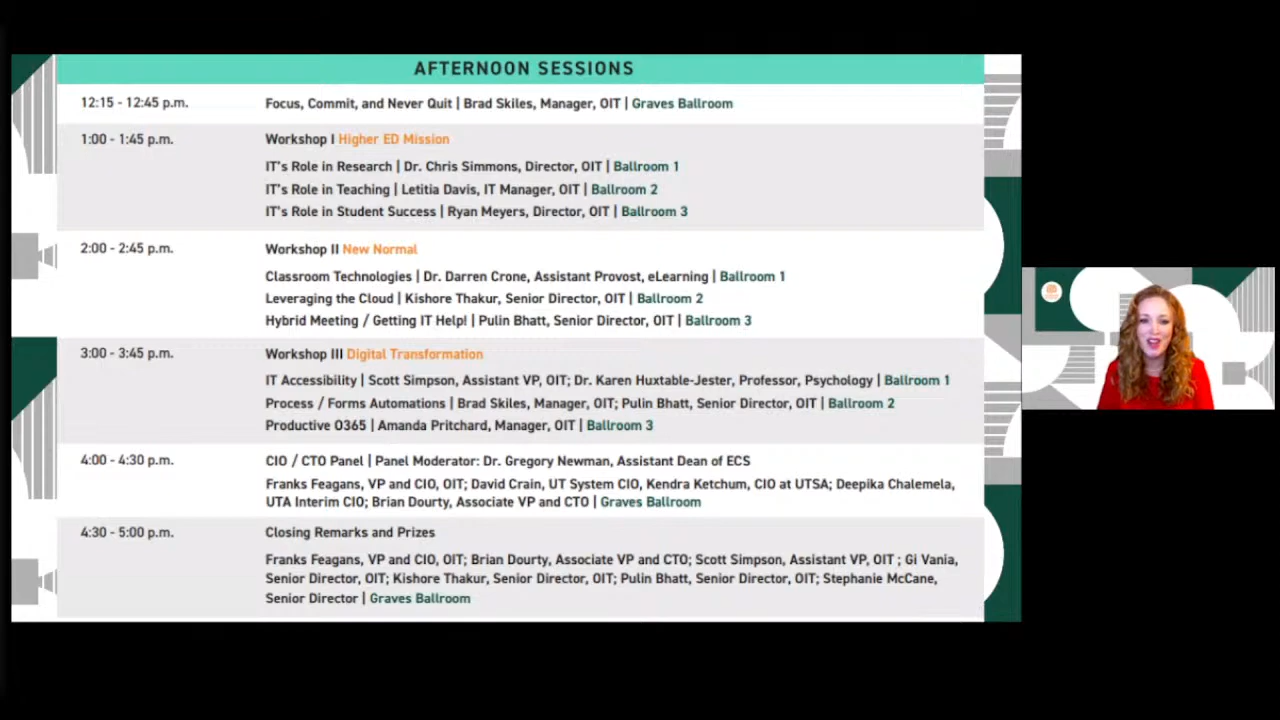 AFTERNOON SESSIONS
12:15 - 12:45 p.m. Focus, Commit, and Never Quit | Brad Skiles, Manager, OIT | Graves Ballroom
1:00 - 1:45 p.m. Workshop I Higher ED Mission
IT's Role in Research | Dr. Chris Simmons, Director, OIT | Ballroom 1
IT's Role in Teaching | Letitia Davis, IT Manager, OIT | Ballroom 2
IT's Role in Student Success | Ryan Meyers, Director, OIT | Ballroom 3
2:00 - 2:45 p.m. Workshop II New Normal
Classroom Technologies | Dr. Darren Crone, Assistant Provost, eLearning | Ballroom 1
Leveraging the Cloud | Kishore Thakur, Senior Director, OIT | Ballroom 2
Hybrid Meeting / Getting IT Help! | Pulin Bhatt, Senior Director, OIT | Ballroom 3
3:00 - 3:45 p.m. Workshop III Digital Transformation
IT Accessibility | Scott Simpson, Assistant VP, OIT; Dr. Karen Huxtable-Jester, Professor, Psychology | Ballroom 1
Process / Forms Automations | Brad Skiles, Manager, OIT; Pulin Bhatt, Senior Director, OIT | Ballroom 2
Productive O365 | Amanda Pritchard, Manager, OIT | Ballroom 3
4:00 - 4:30 p.m. CIO / CTO Panel | Panel Moderator: Dr. Gregory Newman, Assistant Dean of ECS
Franks Feagans, VP and CIO, OIT; David Crain, UT System CIO, Kendra Ketchum, CIO at UTSA; Deepika Chalemela,
UTA Interim CIO; Brian Dourty, Associate VP and CTO | Graves Ballroom
4:30 - 5:00 p.m. Closing Remarks and Prizes
Franks Feagans, VP and CIO, OIT; Brian Dourty, Associate VP and CTO; Scott Simpson, Assistant VP, OIT ; Gi Vania,
Senior Director, OIT; Kishore Thakur, Senior Director, OIT; Pulin Bhatt, Senior Director, OIT; Stephanie McCane,
Senior Director | Graves Ballroom